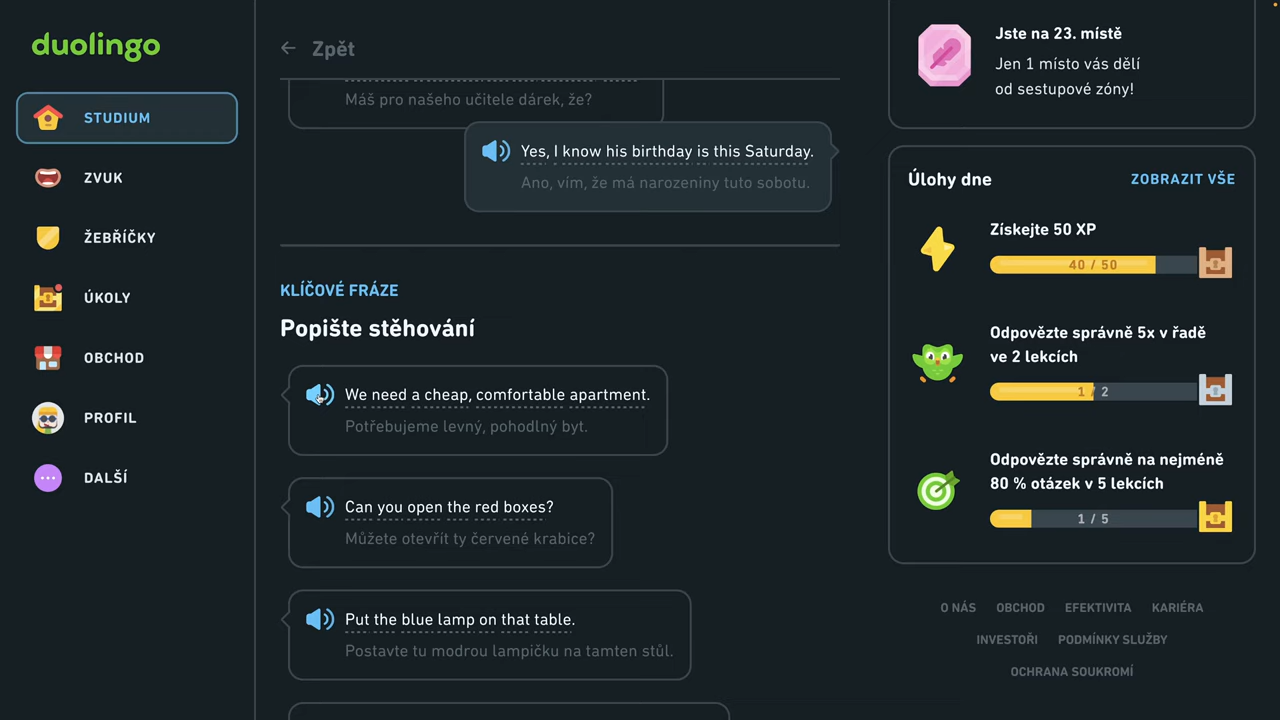 duolingo
STUDIUM
ZVUK
ŽEBŘÍČKY
ÚKOLY
OBCHOD
PROFIL
DALŠÍ
Zpět
Máš pro našeho učitele dárek, že?
Yes, I know his birthday is this Saturday.
Ano, vím, že má narozeniny tuto sobotu.
KLÍČOVÉ FRÁZE
Popište stěhování
We need a cheap, comfortable apartment.
Potřebujeme levný, pohodlný byt.
Can you open the red boxes?
Můžete otevřít ty červené krabice?
Put the blue lamp on that table.
Postavte tu modrou lampičku na tamten stůl.
Jste na 23. místě
Jen 1 místo vás dělí
od sestupové zóny!
Úlohy dne
ZOBRAZIT VŠE
Získejte 50 XP
40 / 50
Odpovězte správně 5x v řadě
ve 2 lekcích
1 / 2
Odpovězte správně na nejméně
80 % otázek v 5 lekcích
1 / 5
O NÁS OBCHOD EFEKTIVITA KARIÉRA
INVESTOŘI PODMÍNKY SLUŽBY
OCHRANA SOUKROMÍ